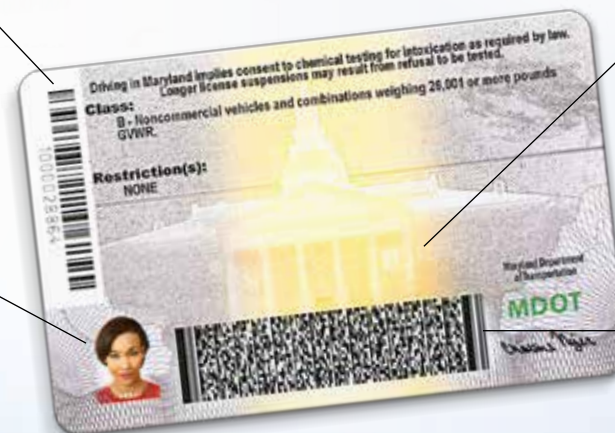 Driving in Maryland implies consent to chemical testing for intoxication as required by law.
Longer license suspensions may result from refusal to be tested.
Class:
B - Noncommercial vehicles and combinations weighing 26,001 or more pounds
GVWR.
Restriction(s):
NONE
1000028864
Maryland Department
of Transportation
MDOT